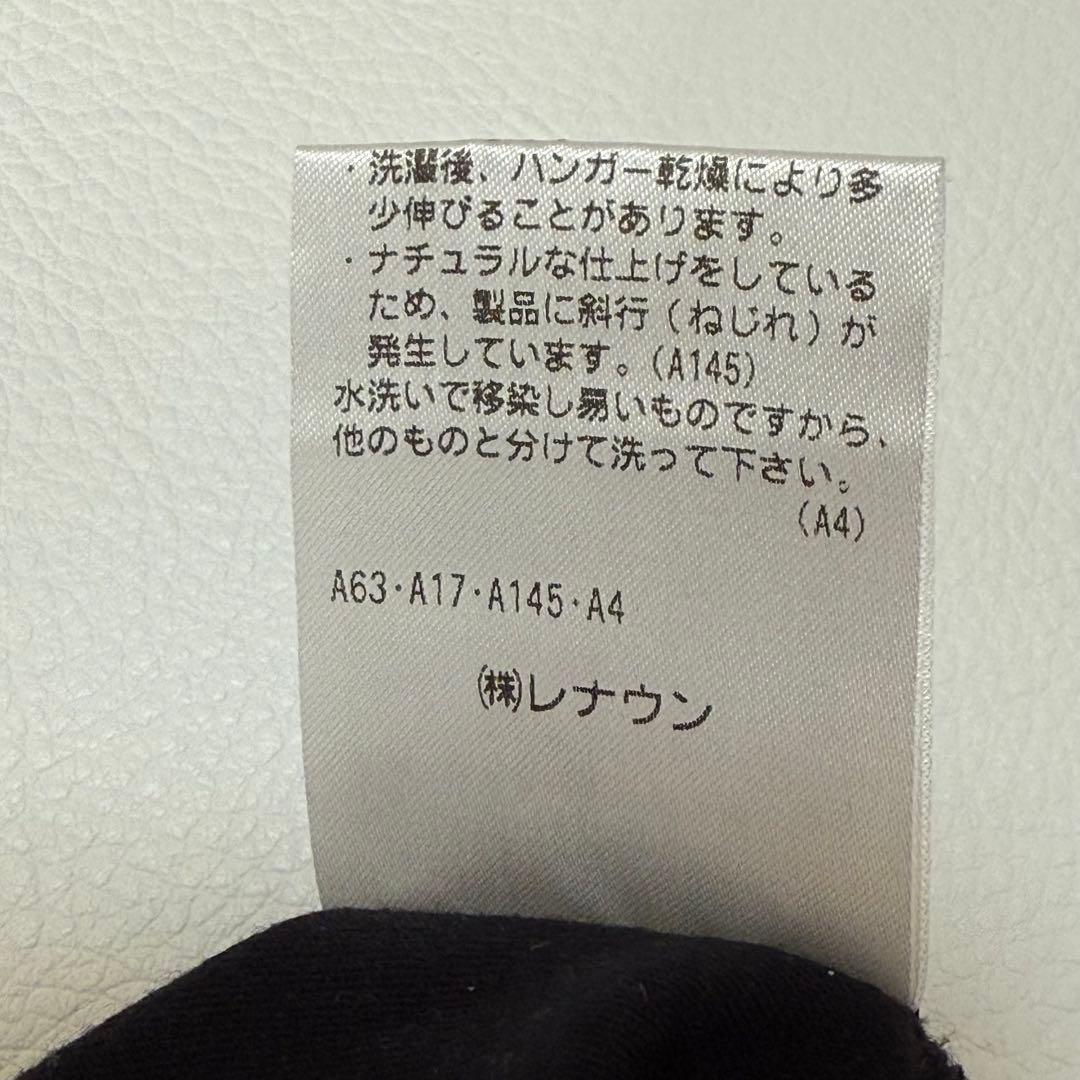 ・洗濯後、ハンガー乾燥により多
少伸びることがあります。
・ナチュラルな仕上げをしている
ため、製品に斜行（ねじれ）が
発生しています。(A145)
水洗いで移染し易いものですから、
他のものと分けて洗って下さい。
(A4)
A63・A17・A145・A4
㈱レナウン